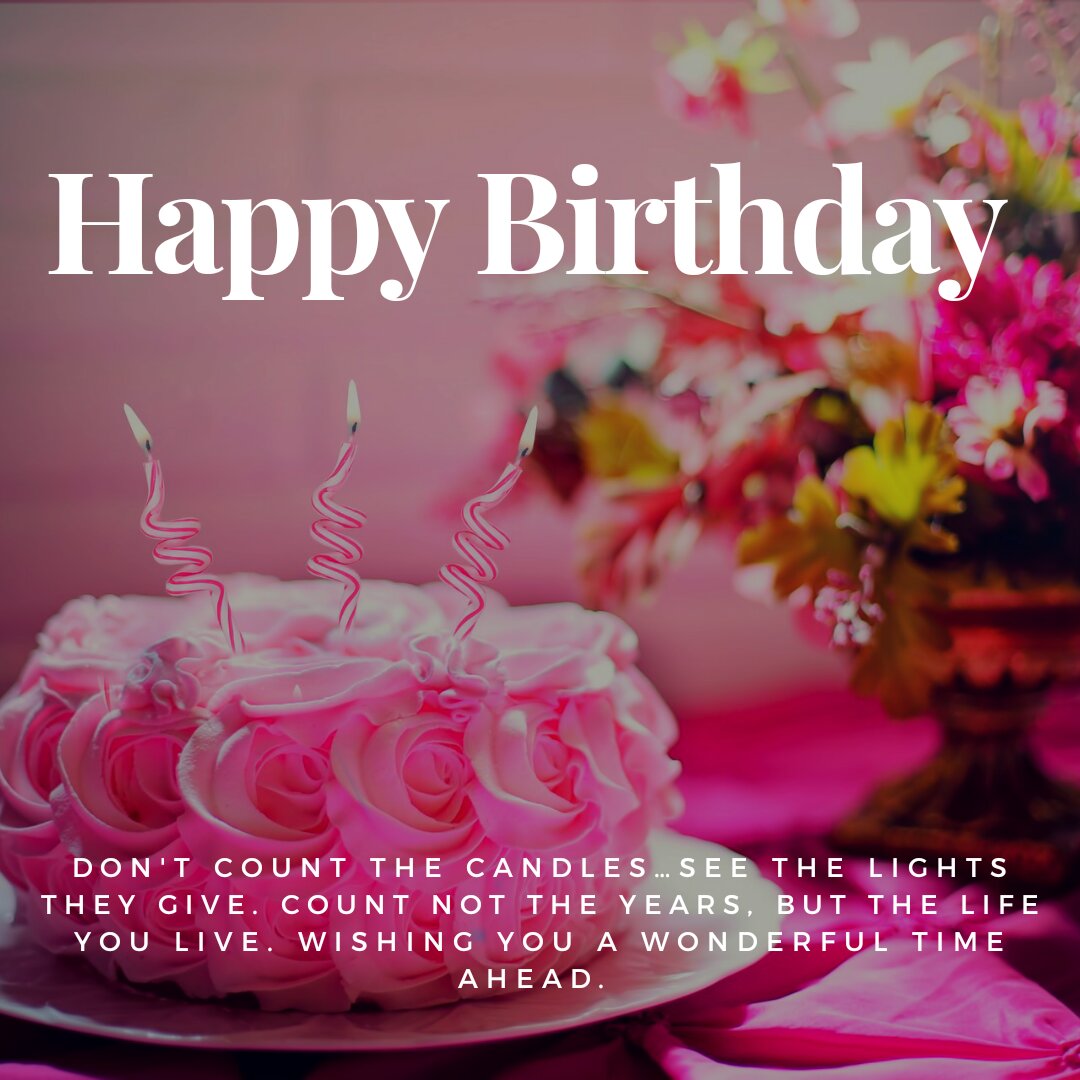 Happy Birthday
DON'T COUNT THE CANDLES…SEE THE LIGHTS
THEY GIVE. COUNT NOT THE YEARS, BUT THE LIFE
YOU LIVE. WISHING YOU A WONDERFUL TIME
AHEAD.